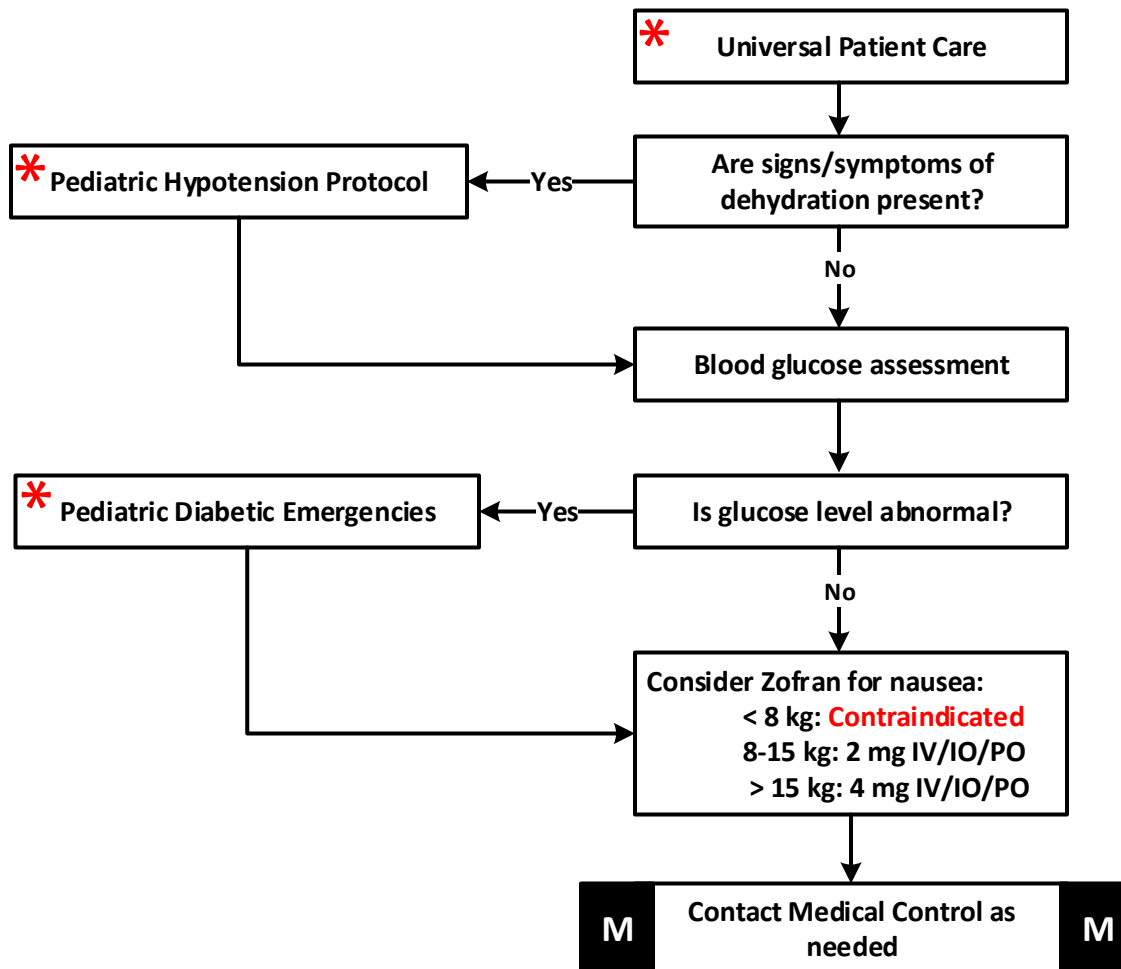 * Universal Patient Care
Are signs/symptoms of
dehydration present?
Yes
* Pediatric Hypotension Protocol
No
Blood glucose assessment
Is glucose level abnormal?
Yes
* Pediatric Diabetic Emergencies
No
Consider Zofran for nausea:
< 8 kg: Contraindicated
8-15 kg: 2 mg IV/IO/PO
> 15 kg: 4 mg IV/IO/PO
M
Contact Medical Control as
needed
M